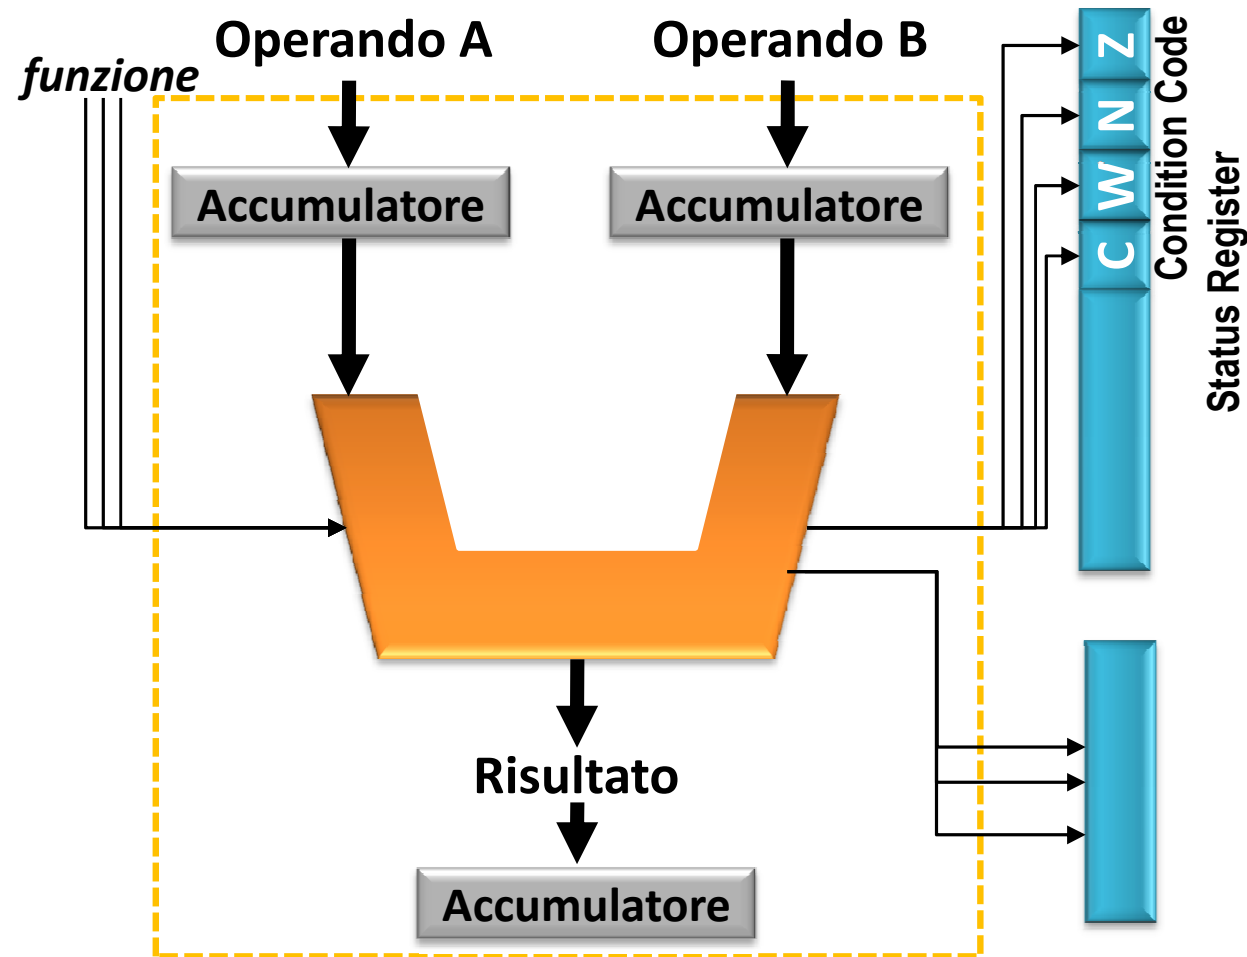 Operando A
Operando B
funzione
Accumulatore
Accumulatore
Z
N
W
C
Condition Code
Status Register
Risultato
Accumulatore